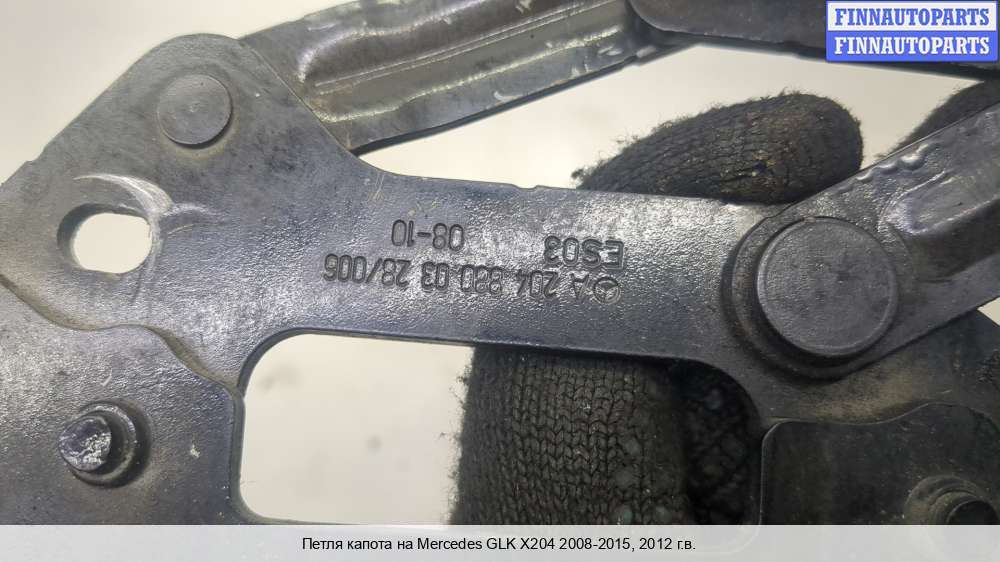 FINNAUTOPARTS
FINNAUTOPARTS
A 204 880 03 28/006
ES03
08-10
Петля капота на Mercedes GLK X204 2008-2015, 2012 г.в.